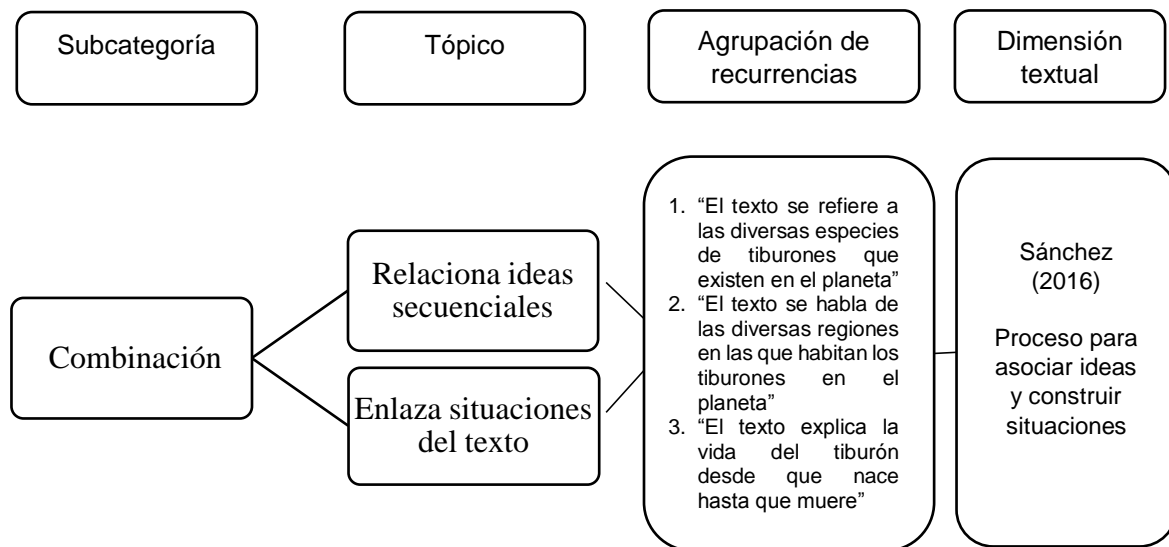 Subcategoría
Tópico
Agrupación de
recurrencias
Dimensión
textual
Combinación
Relaciona ideas
secuenciales
Enlaza situaciones
del texto
1. “El texto se refiere a
las diversas especies
de tiburones que
existen en el planeta”
2. “El texto se habla de
las diversas regiones
en las que habitan los
tiburones en el
planeta”
3. “El texto explica la
vida del tiburón
desde que nace
hasta que muere”
Sánchez
(2016)
Proceso para
asociar ideas
y construir
situaciones